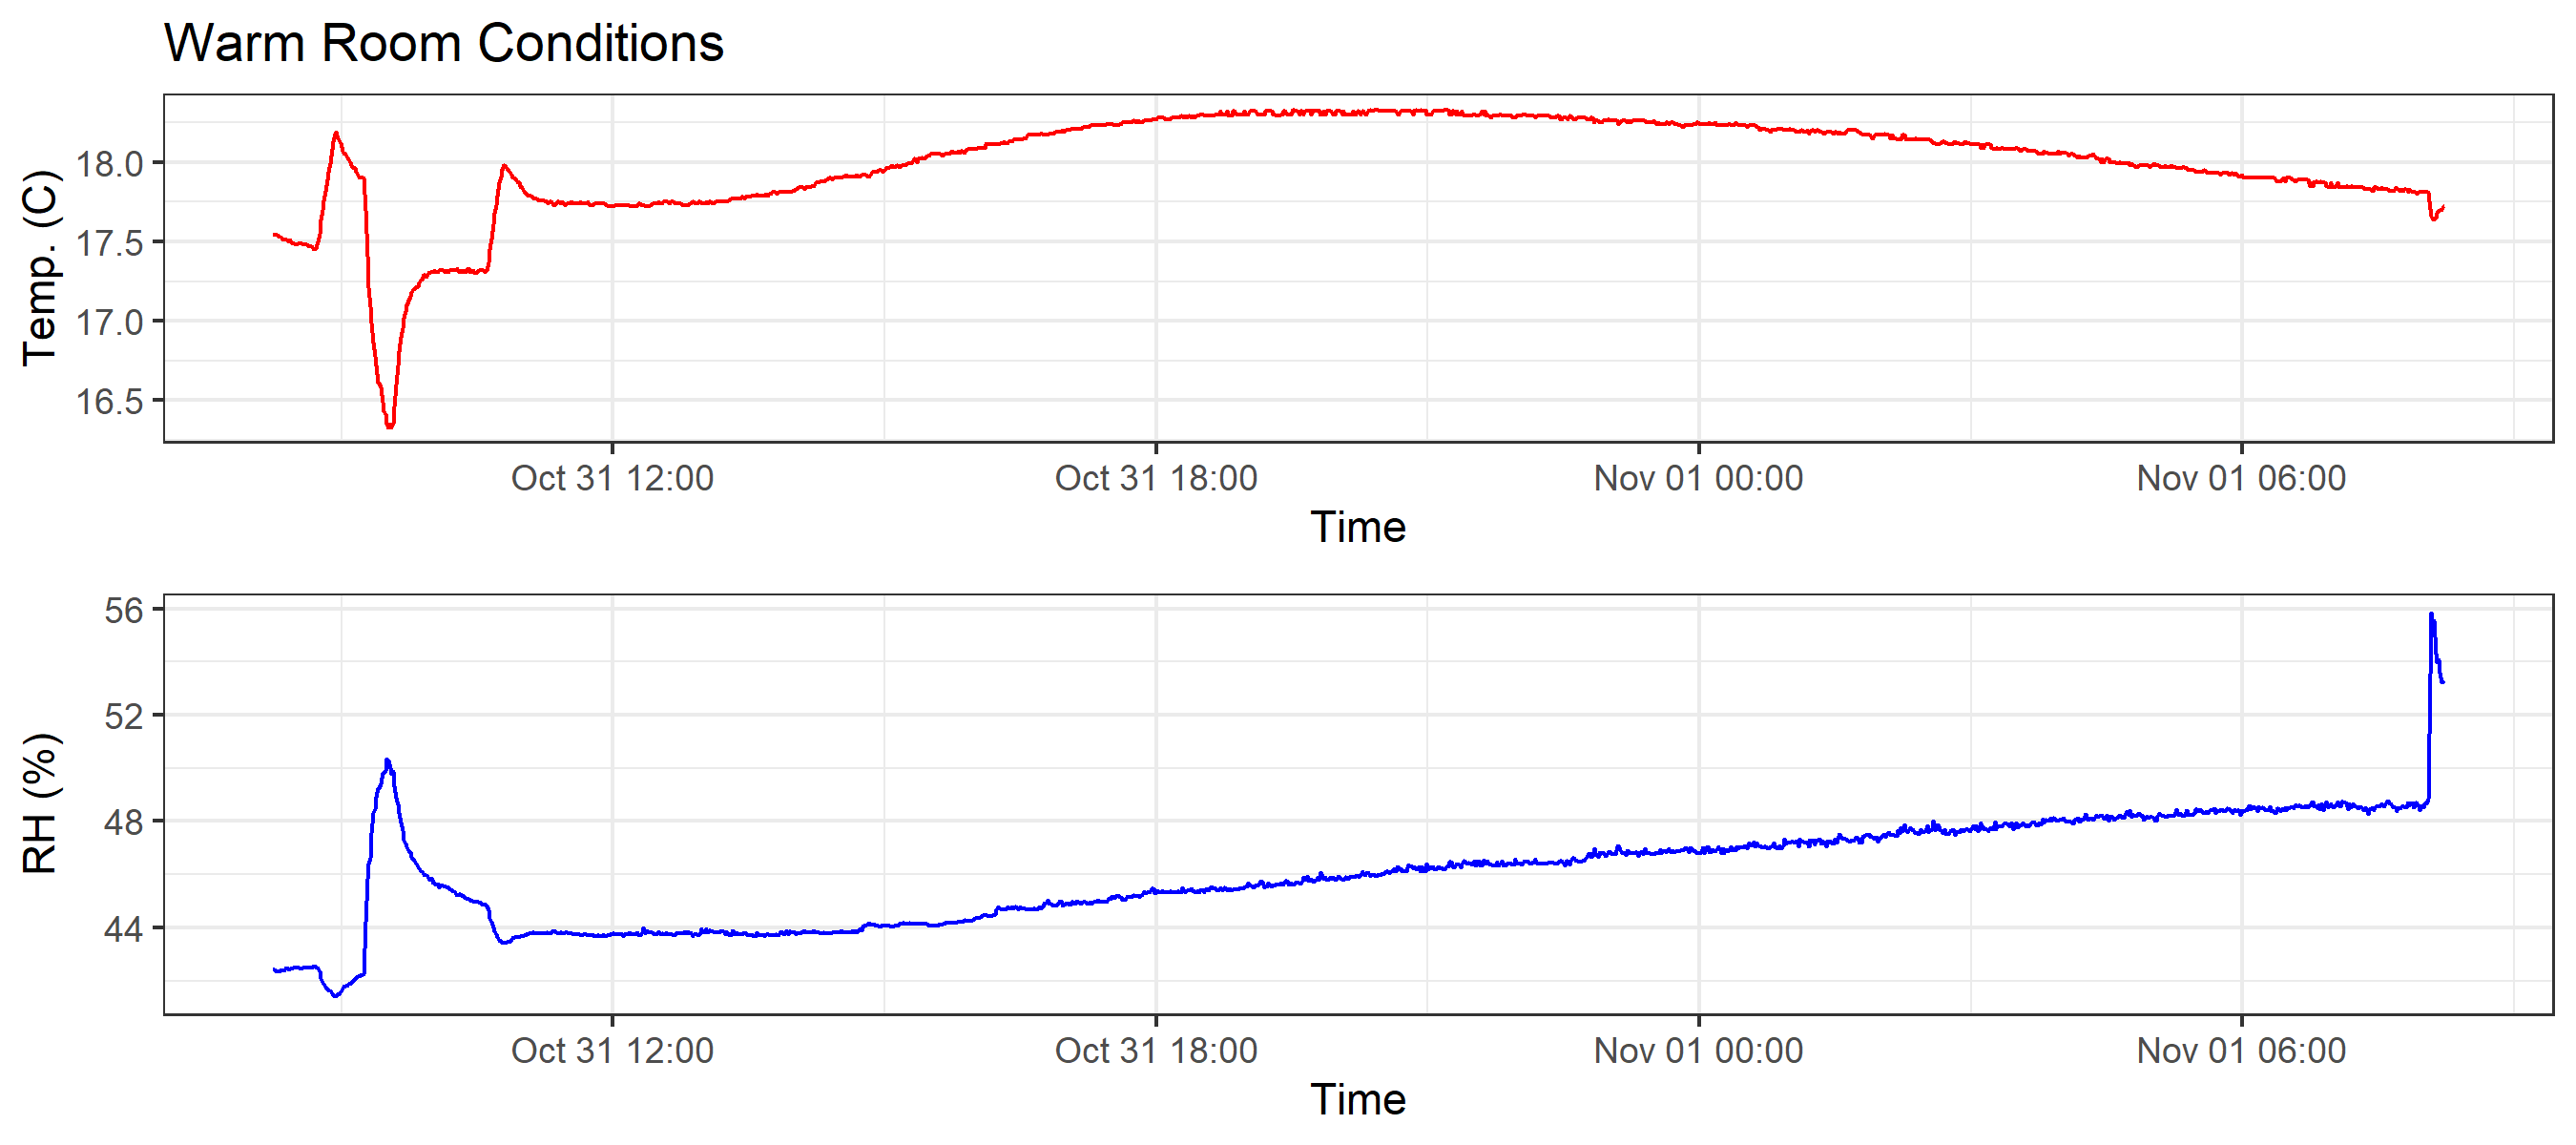 Warm Room Conditions
Temp. (C)
18.0
17.5
17.0
16.5
Oct 31 12:00 Oct 31 18:00 Nov 01 00:00 Nov 01 06:00
Time
RH (%)
56
52
48
44
Oct 31 12:00 Oct 31 18:00 Nov 01 00:00 Nov 01 06:00
Time